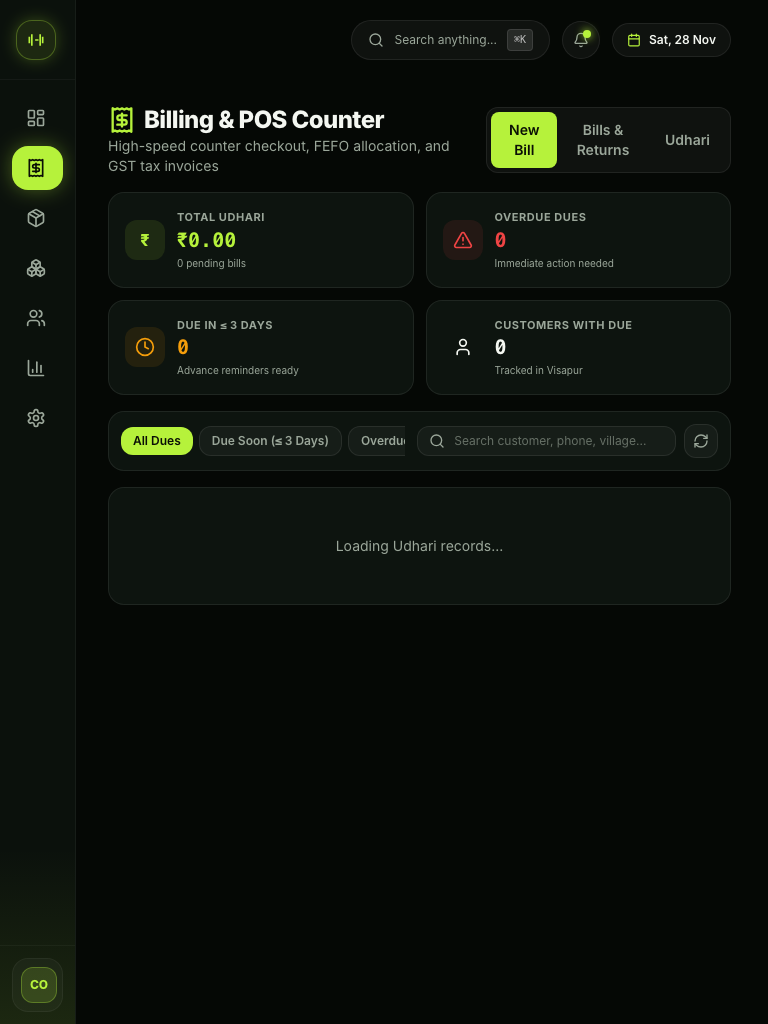 Search anything...
⌘K
Sat, 28 Nov
Billing & POS Counter
High-speed counter checkout, FEFO allocation, and
GST tax invoices
New
Bill
Bills &
Returns
Udhari
₹
TOTAL UDHARI
₹0.00
0 pending bills
OVERDUE DUES
0
Immediate action needed
DUE IN ≤ 3 DAYS
0
Advance reminders ready
CUSTOMERS WITH DUE
0
Tracked in Visapur
All Dues
Due Soon (≤ 3 Days)
Overdu
Search customer, phone, village...
Loading Udhari records...
CO